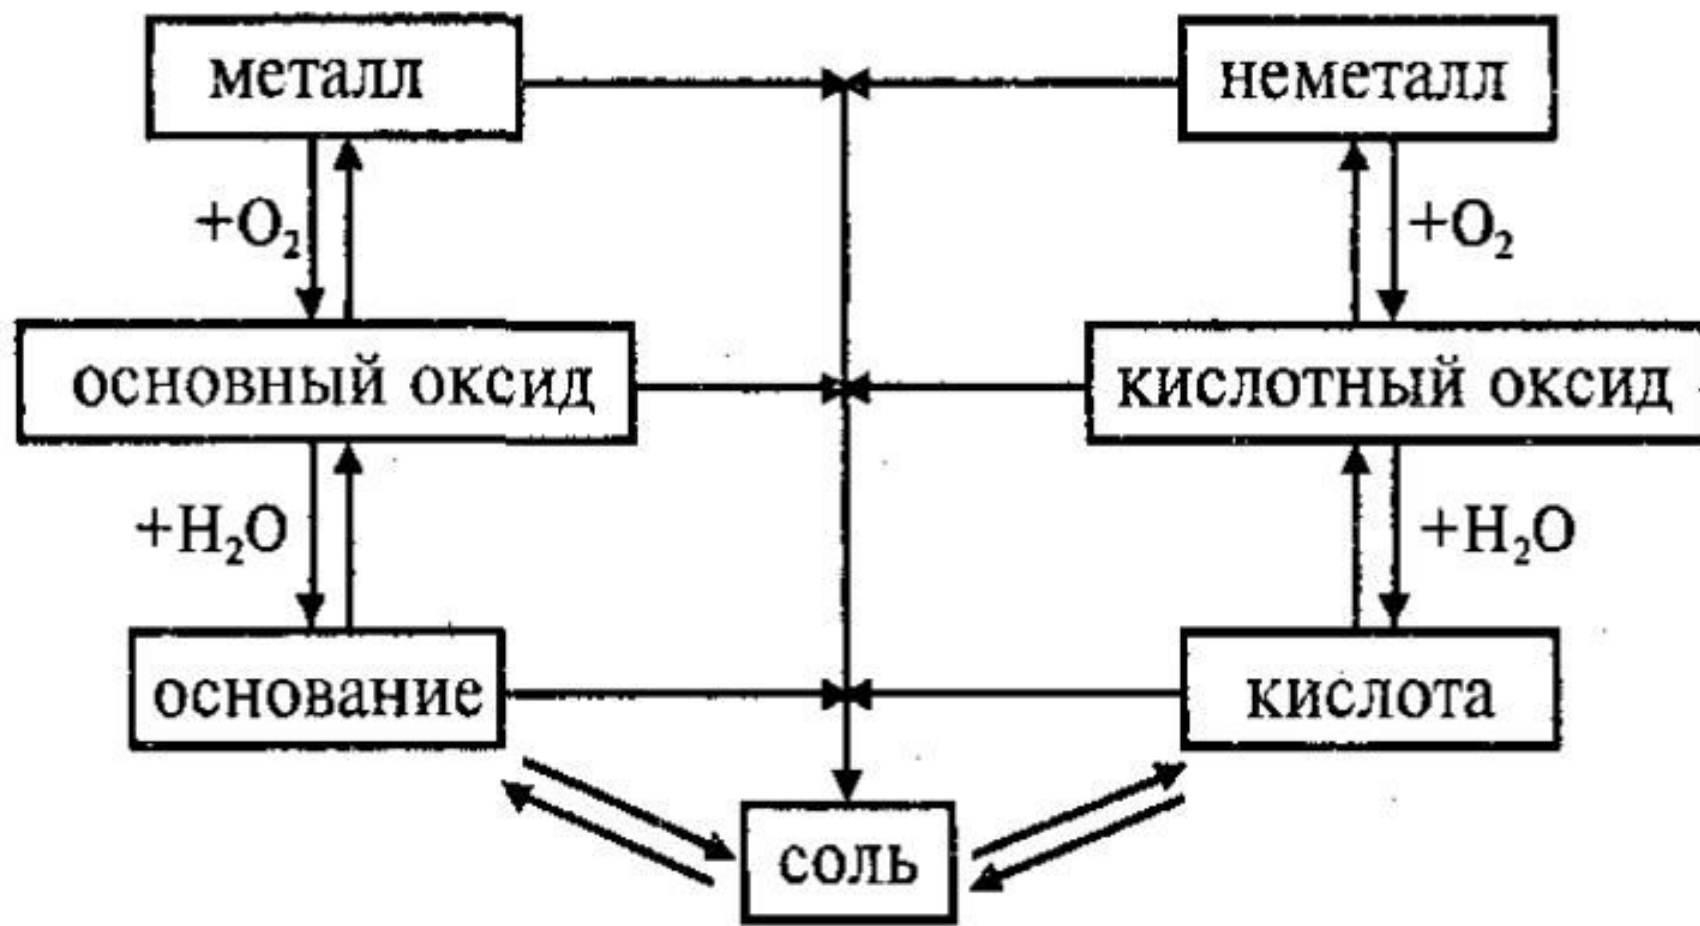 металл
неметалл
+O₂
+O₂
основный оксид
кислотный оксид
+H₂O
+H₂O
основание
кислота
соль